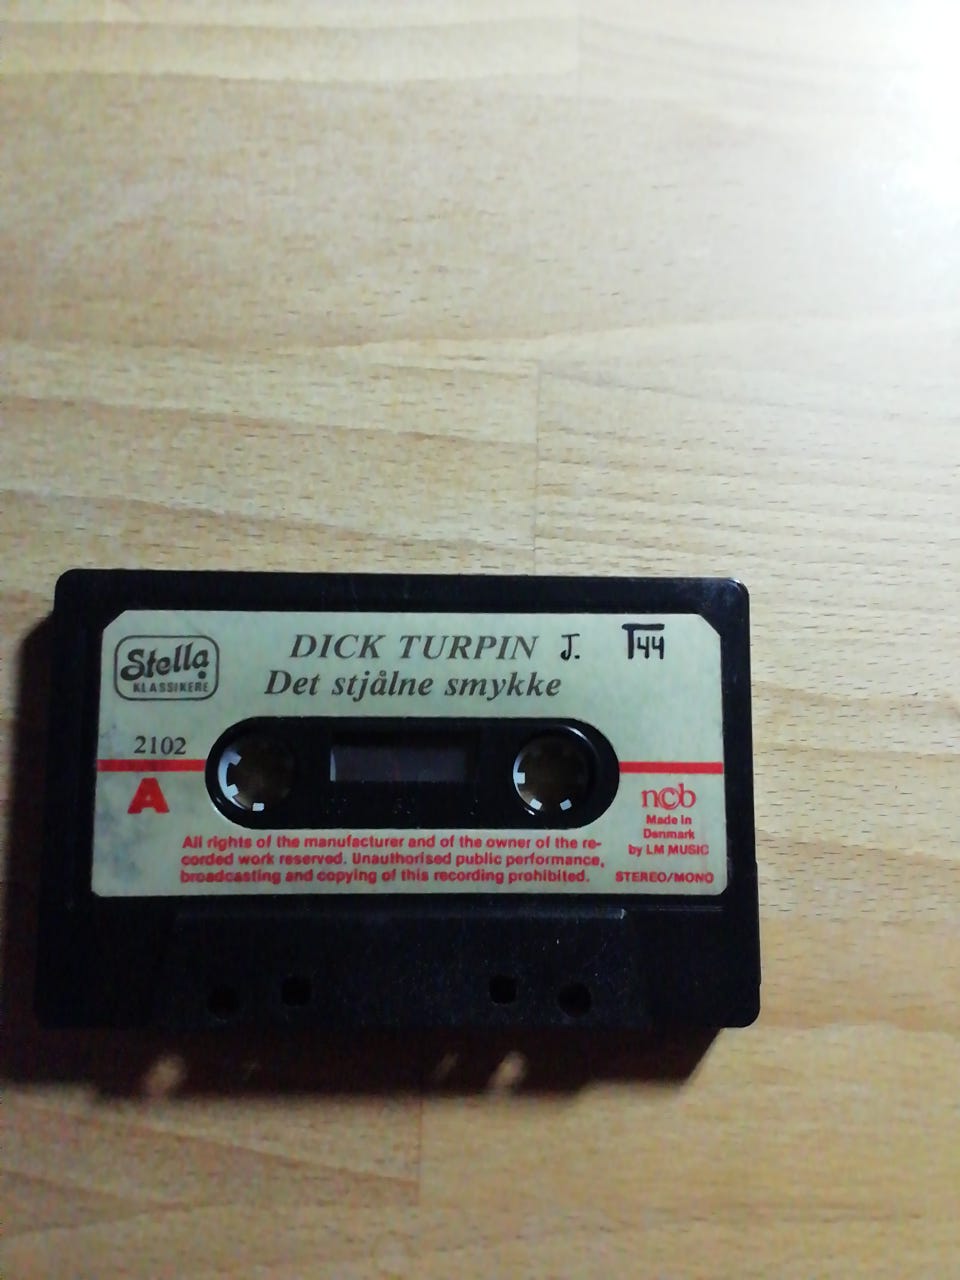 Stella
KLASSIKERE
DICK TURPIN J. T44
Det stjålne smykke
2102
A
ncb
Made in
Denmark
by LM MUSIC
All rights of the manufacturer and of the owner of the re-
corded work reserved. Unauthorised public performance,
broadcasting and copying of this recording prohibited.
STEREO/MONO